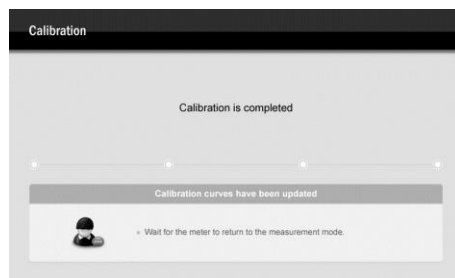 Calibration
Calibration is completed
Calibration curves have been updated
Wait for the meter to return to the measurement mode.